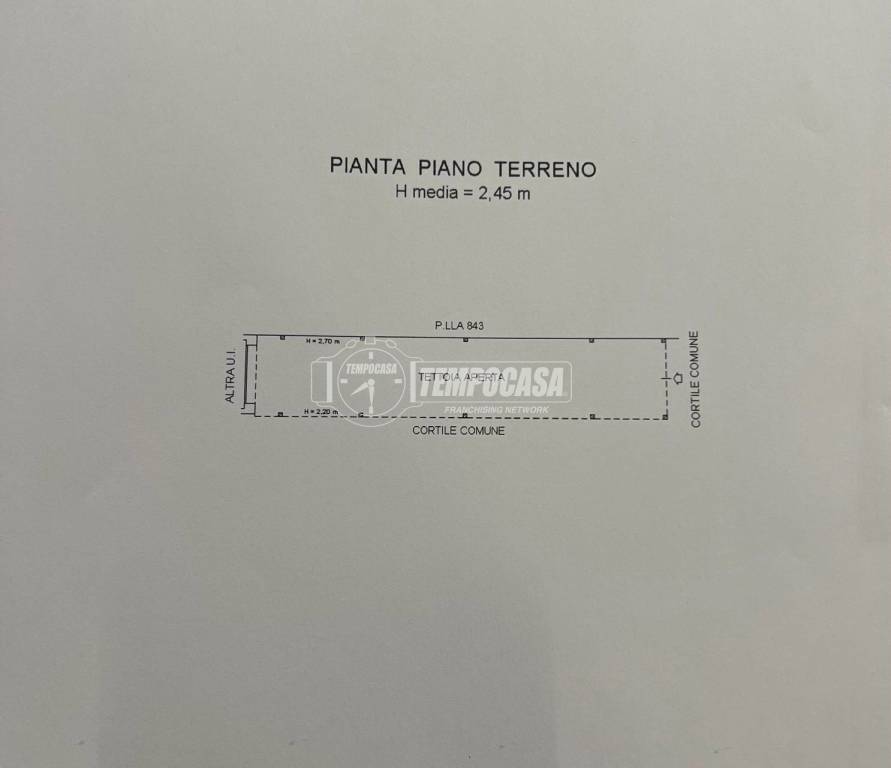 PIANTA PIANO TERRENO
H media = 2,45 m
P.LLA 843
H = 2,70 m
ALTRA U.I.
TEMPOCASA
TETTOIA APERTA
TEMPOCASA
FRANCHISING NETWORK
CORTILE COMUNE
H = 2,20 m
CORTILE COMUNE